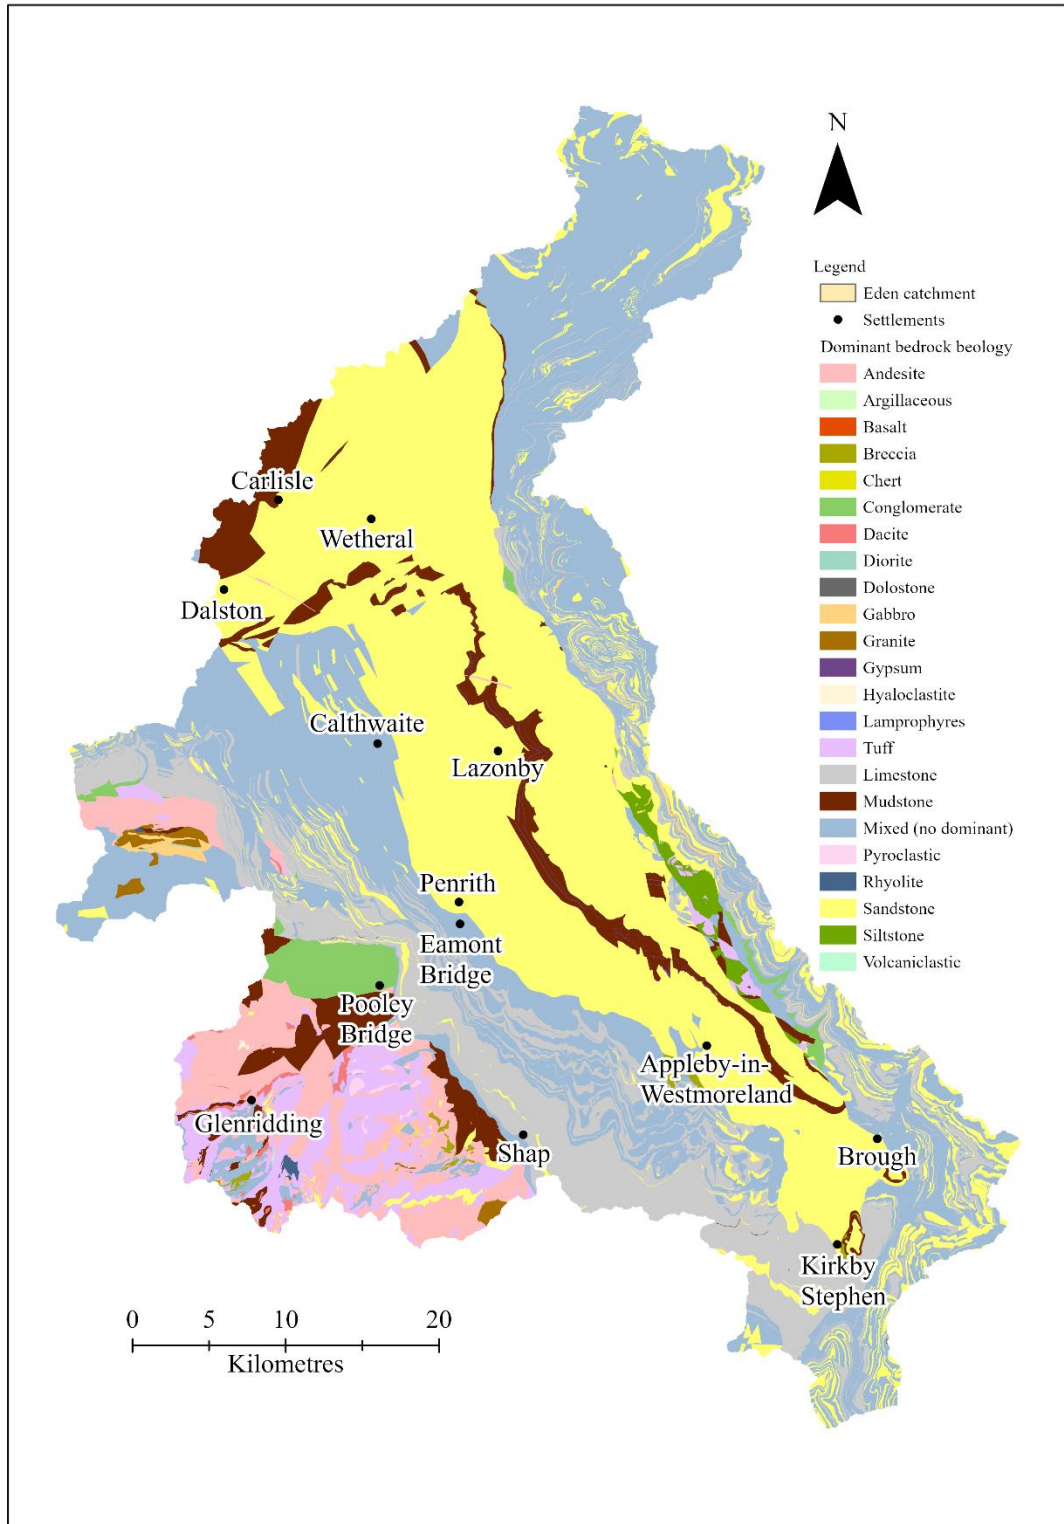 N
Legend
Eden catchment
Settlements
Dominant bedrock beology
Andesite
Argillaceous
Basalt
Breccia
Chert
Conglomerate
Dacite
Diorite
Dolostone
Gabbro
Granite
Gypsum
Hyaloclastite
Lamprophyres
Tuff
Limestone
Mudstone
Mixed (no dominant)
Pyroclastic
Rhyolite
Sandstone
Siltstone
Volcaniclastic
Carlisle
Wetheral
Dalston
Calthwaite
Lazonby
Penrith
Eamont
Bridge
Pooley
Bridge
Appleby-in-
Westmoreland
Glenridding
Shap
Brough
Kirkby
Stephen
0 5 10 20
Kilometres